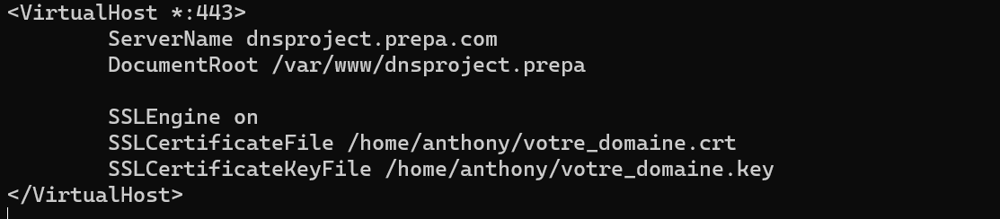 <VirtualHost *:443>
ServerName dnsproject.prepa.com
DocumentRoot /var/www/dnsproject.prepa
SSLEngine on
SSLCertificateFile /home/anthony/votre_domaine.crt
SSLCertificateKeyFile /home/anthony/votre_domaine.key
</VirtualHost>